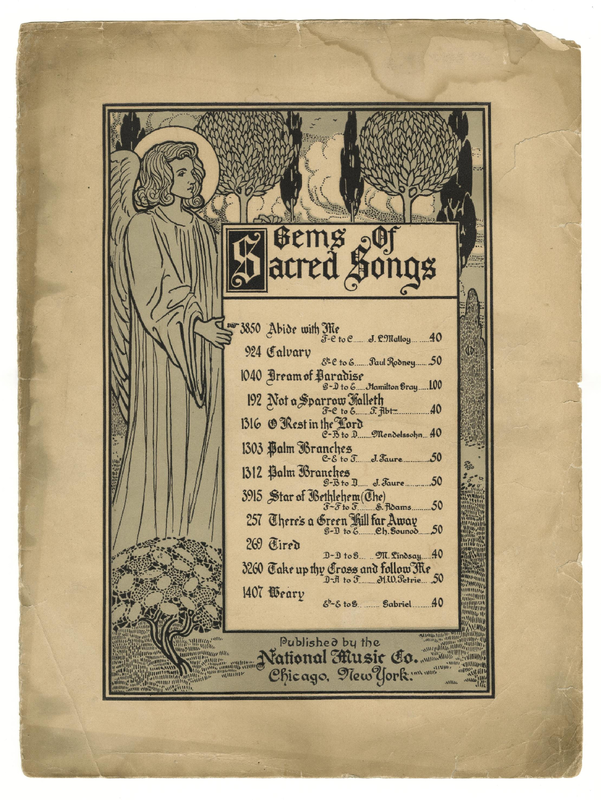 Gems Of
Sacred Songs
3850 Abide with Me
F-C to C..... J. L. Malloy.....40
924 Calvary
Paul Rodney.....50
1040 Dream of Paradise
G-D to E..... Hamilton Gray....1.00
192 Not a Sparrow Falleth
F-C to E..... F. Abt
40
1316 O Rest in the Lord
C-B to D..... Mendelssohn...40
1303 Palm Branches
C-E to F..... J. Faure.........50
1312 Palm Branches
G-B to D..... J. Faure.........50
3915 Star of Bethlehem (The)
F-F to F..... S. Adams........50
257 There's a Green Hill far Away
G-D to E..... Ch. Gounod....50
269 Tired
D-D to G.... M. Lindsay....40
3260 Take up thy Cross and follow Me
D-A to F..... H.W. Petrie....50
1407 Weary
Gabriel........40
Published by the
National Music Co.
Chicago. New York.